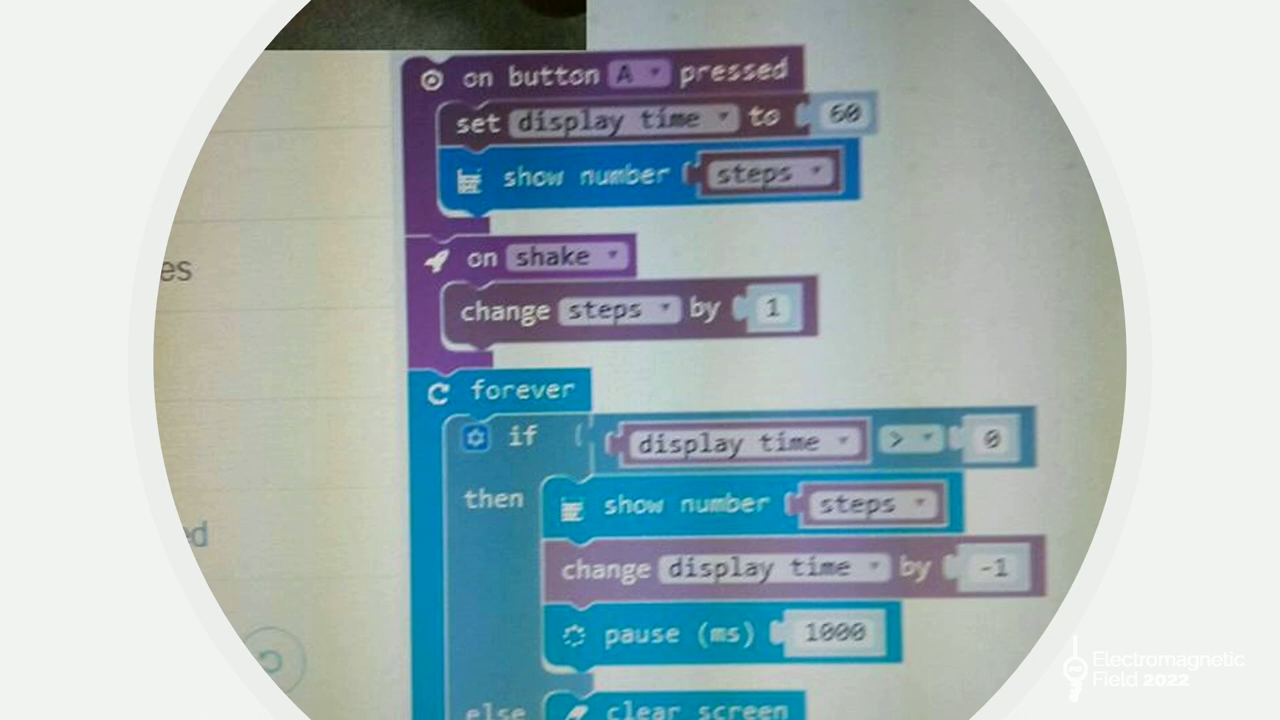 on button A pressed
set display time to 60
show number steps
on shake
es
change steps by 1
forever
if display time > 0
then show number steps
ed
change display time by -1
pause (ms) 1000
else clear screen
Electromagnetic
Field 2022